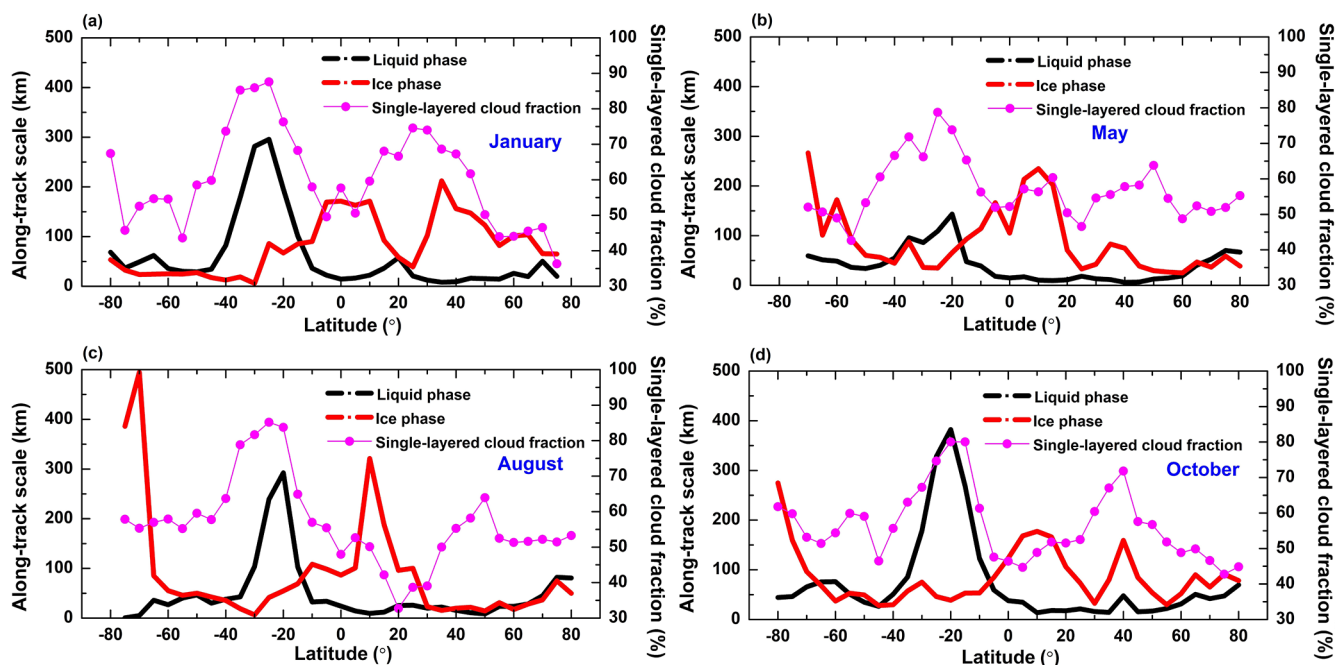 (a)
500
400
300
200
100
0
Along-track scale (km)
Liquid phase
Ice phase
Single-layered cloud fraction
January
100
90
80
70
60
50
40
30
Single-layered cloud fraction (%)
-80 -60 -40 -20 0 20 40 60 80
Latitude (°)
(b)
500
400
300
200
100
0
Along-track scale (km)
Liquid phase
Ice phase
Single-layered cloud fraction
May
100
90
80
70
60
50
40
30
Single-layered cloud fraction (%)
-80 -60 -40 -20 0 20 40 60 80
Latitude (°)
(c)
500
400
300
200
100
0
Along-track scale (km)
Liquid phase
Ice phase
Single-layered cloud fraction
August
100
90
80
70
60
50
40
30
Single-layered cloud fraction (%)
-80 -60 -40 -20 0 20 40 60 80
Latitude (°)
(d)
500
400
300
200
100
0
Along-track scale (km)
Liquid phase
Ice phase
Single-layered cloud fraction
October
100
90
80
70
60
50
40
30
Single-layered cloud fraction (%)
-80 -60 -40 -20 0 20 40 60 80
Latitude (°)